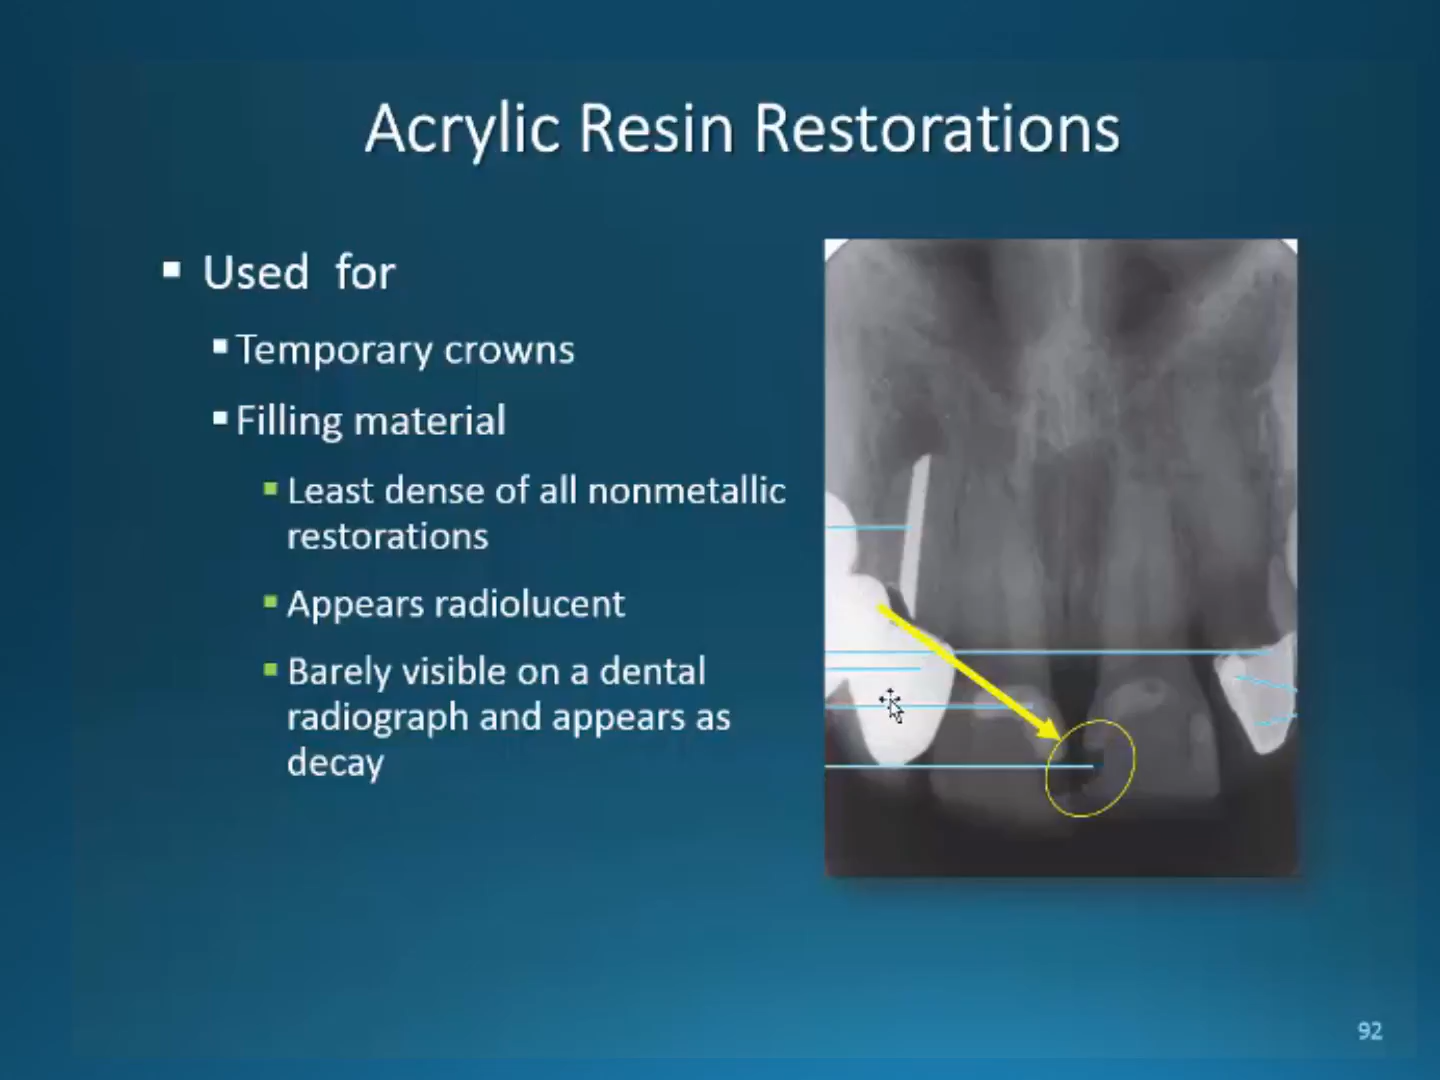 Acrylic Resin Restorations
Used for
Temporary crowns
Filling material
Least dense of all nonmetallic
restorations
Appears radiolucent
Barely visible on a dental
radiograph and appears as
decay
92